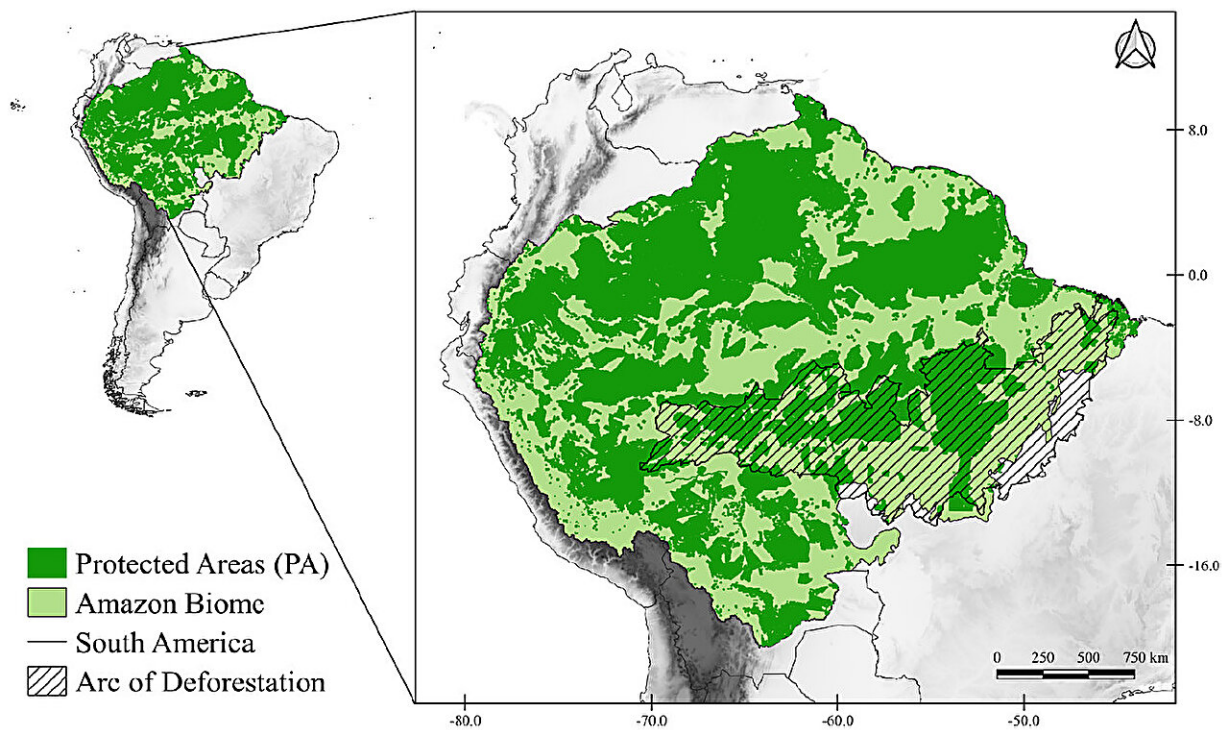 8.0
0.0
-8.0
-16.0
Protected Areas (PA)
Amazon Biome
South America
Arc of Deforestation
0 250 500 750 km
-80.0 -70.0 -60.0 -50.0